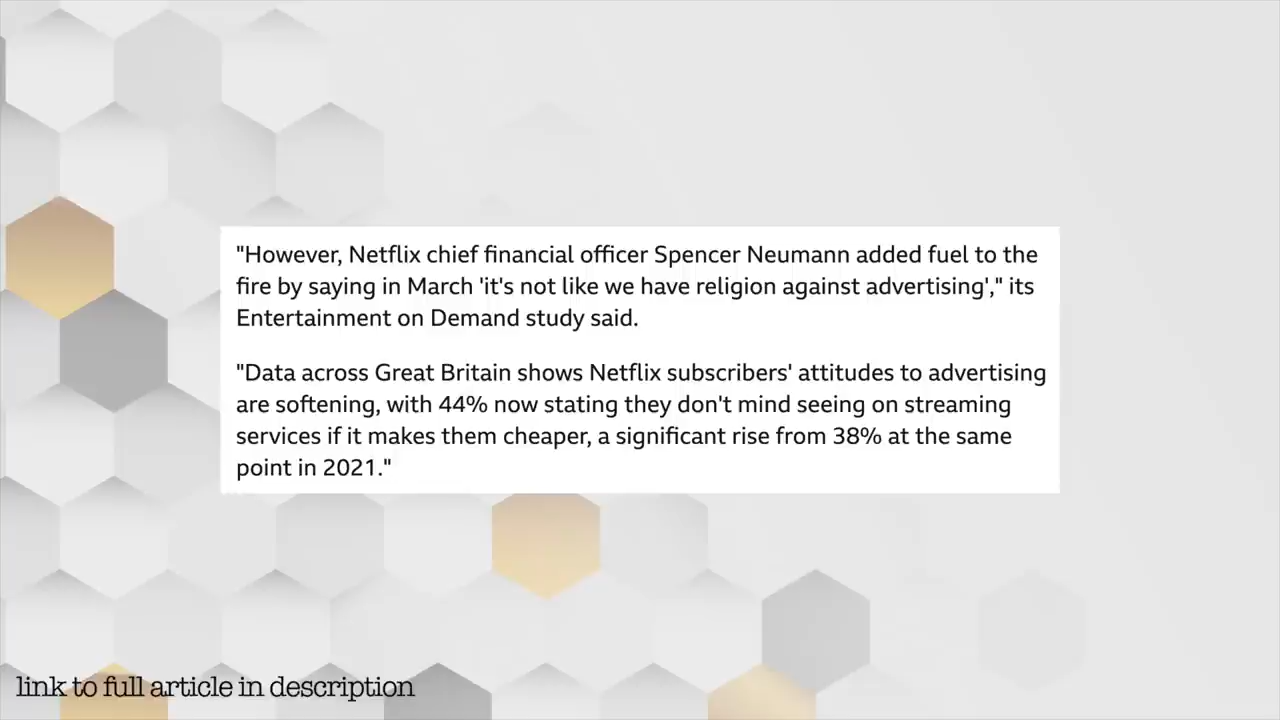 "However, Netflix chief financial officer Spencer Neumann added fuel to the
fire by saying in March 'it's not like we have religion against advertising'," its
Entertainment on Demand study said.
"Data across Great Britain shows Netflix subscribers' attitudes to advertising
are softening, with 44% now stating they don't mind seeing on streaming
services if it makes them cheaper, a significant rise from 38% at the same
point in 2021."
link to full article in description